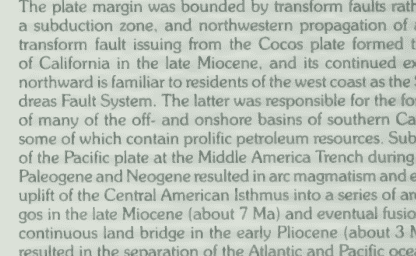 The plate margin was bounded by transform faults rath
a subduction zone, and northwestern propagation of
transform fault issuing from the Cocos plate formed t
of California in the late Miocene, and its continued ex
northward is familiar to residents of the west coast as the
dreas Fault System. The latter was responsible for the fo
of many of the off- and onshore basins of southern Ca
some of which contain prolific petroleum resources. Sub
of the Pacific plate at the Middle America Trench during
Paleogene and Neogene resulted in arc magmatism and e
uplift of the Central American Isthmus into a series of ar
gos in the late Miocene (about 7 Ma) and eventual fusio
continuous land bridge in the early Pliocene (about 3 M
resulted in the separation of the Atlantic and Pacific oce